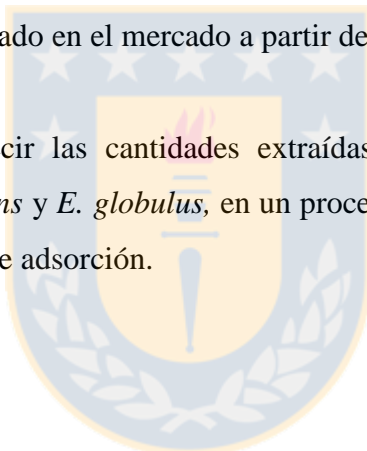 ado en el mercado a partir de
cir las cantidades extraídas
ns y E. globulus, en un proce
e adsorción.